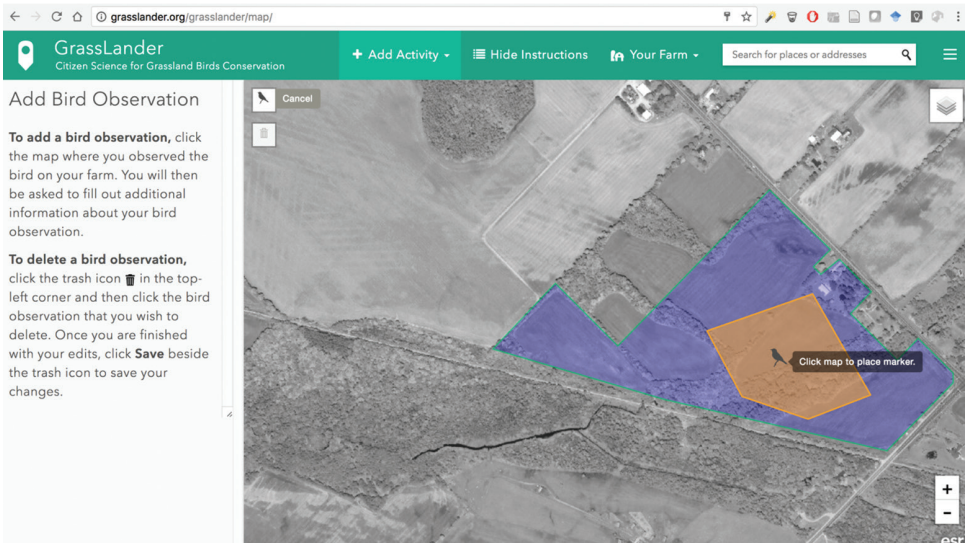 grasslander.org/grasslander/map/
GrassLander
Citizen Science for Grassland Birds Conservation
+ Add Activity
Hide Instructions
Your Farm
Search for places or addresses
Add Bird Observation
To add a bird observation, click
the map where you observed the
bird on your farm. You will then
be asked to fill out additional
information about your bird
observation.
To delete a bird observation,
click the trash icon in the top-
left corner and then click the bird
observation that you wish to
delete. Once you are finished
with your edits, click Save beside
the trash icon to save your
changes.
Cancel
Click map to place marker.
+
-
esr